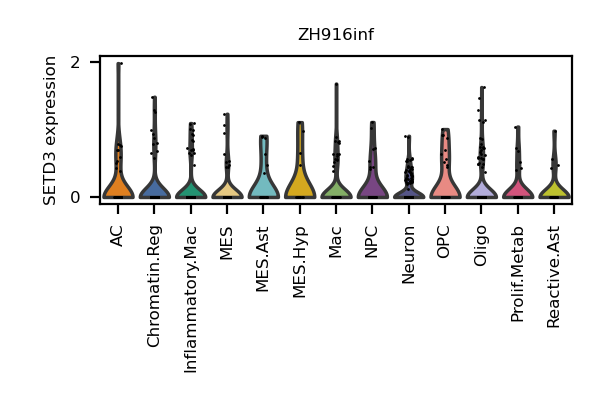 ZH916inf
SETD3 expression
2
0
AC
Chromatin.Reg
Inflammatory.Mac
MES
MES.Ast
MES.Hyp
Mac
NPC
Neuron
OPC
Oligo
Prolif.Metab
Reactive.Ast